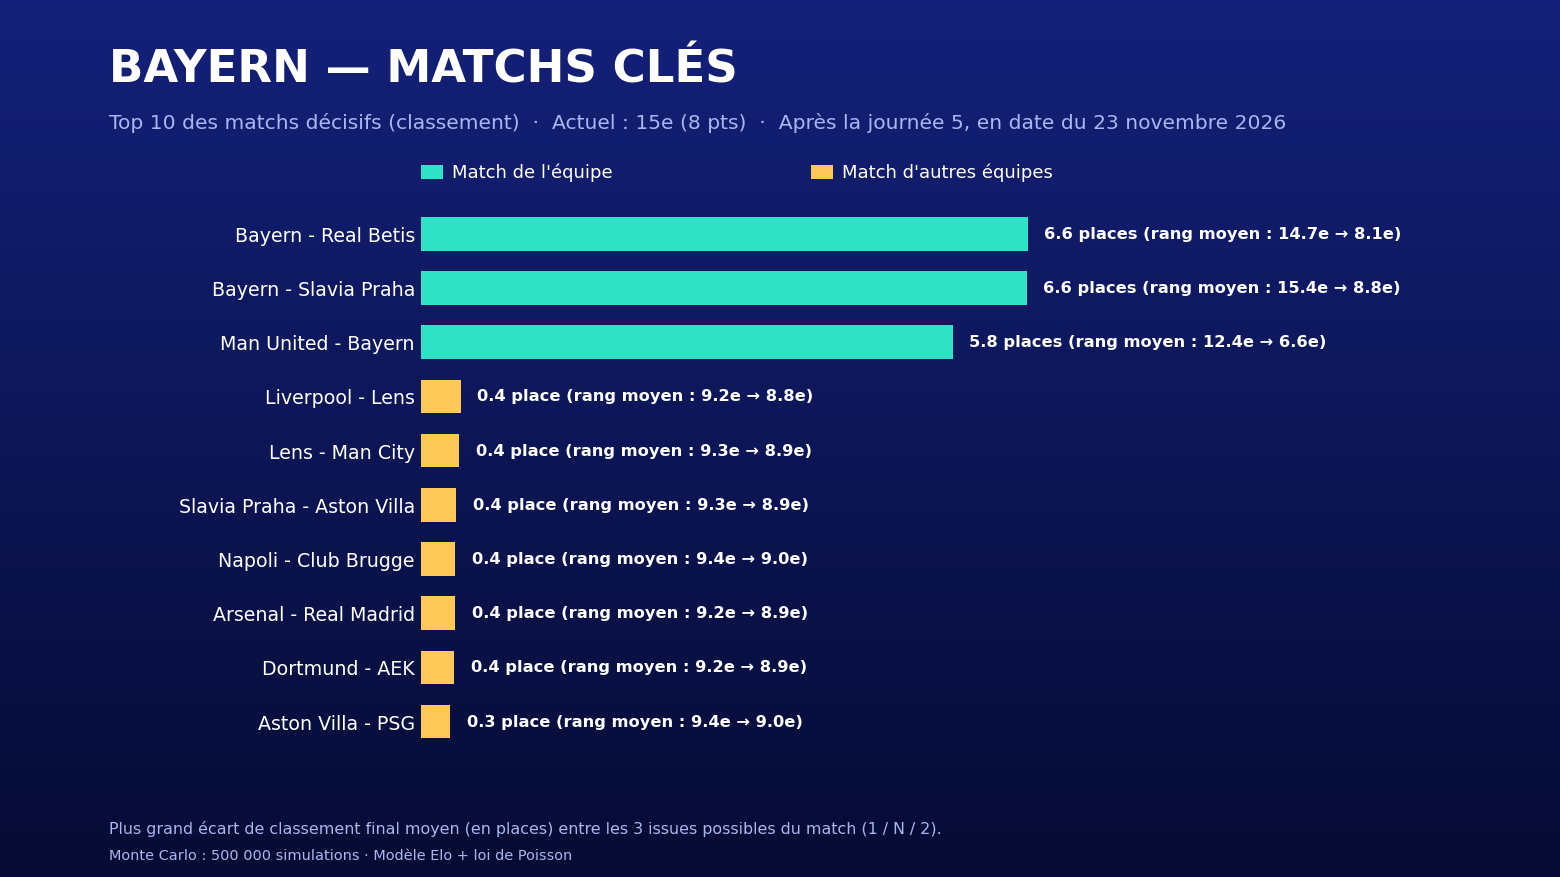 BAYERN — MATCHS CLÉS
Top 10 des matchs décisifs (classement)  ·  Actuel : 15e (8 pts)  ·  Après la journée 5, en date du 23 novembre 2026
Match de l'équipe
Match d'autres équipes
Bayern - Real Betis 6.6 places (rang moyen : 14.7e → 8.1e)
Bayern - Slavia Praha 6.6 places (rang moyen : 15.4e → 8.8e)
Man United - Bayern 5.8 places (rang moyen : 12.4e → 6.6e)
Liverpool - Lens 0.4 place (rang moyen : 9.2e → 8.8e)
Lens - Man City 0.4 place (rang moyen : 9.3e → 8.9e)
Slavia Praha - Aston Villa 0.4 place (rang moyen : 9.3e → 8.9e)
Napoli - Club Brugge 0.4 place (rang moyen : 9.4e → 9.0e)
Arsenal - Real Madrid 0.4 place (rang moyen : 9.2e → 8.9e)
Dortmund - AEK 0.4 place (rang moyen : 9.2e → 8.9e)
Aston Villa - PSG 0.3 place (rang moyen : 9.4e → 9.0e)
Plus grand écart de classement final moyen (en places) entre les 3 issues possibles du match (1 / N / 2).
Monte Carlo : 500 000 simulations · Modèle Elo + loi de Poisson